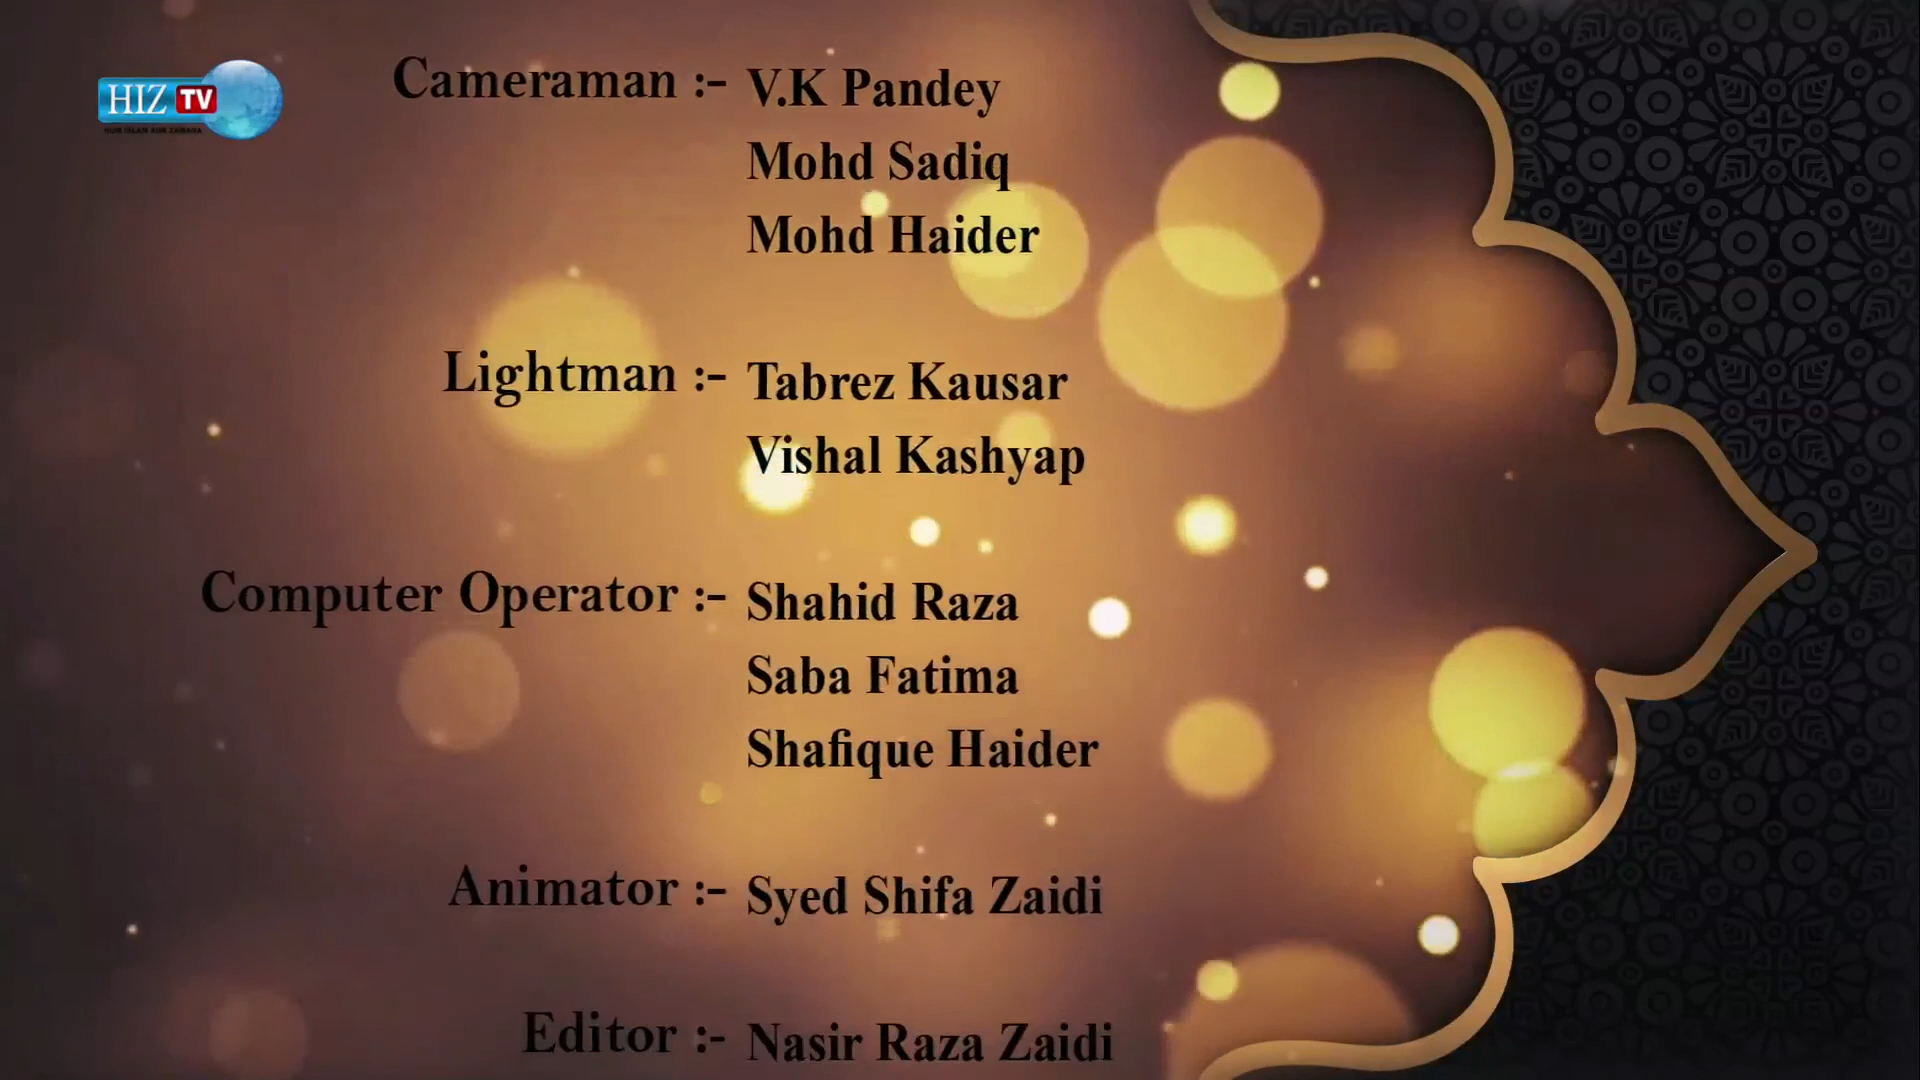 HIZ TV
Cameraman :- V.K Pandey
Mohd Sadiq
Mohd Haider
Lightman :- Tabrez Kausar
Vishal Kashyap
Computer Operator :- Shahid Raza
Saba Fatima
Shafique Haider
Animator :- Syed Shifa Zaidi
Editor :- Nasir Raza Zaidi